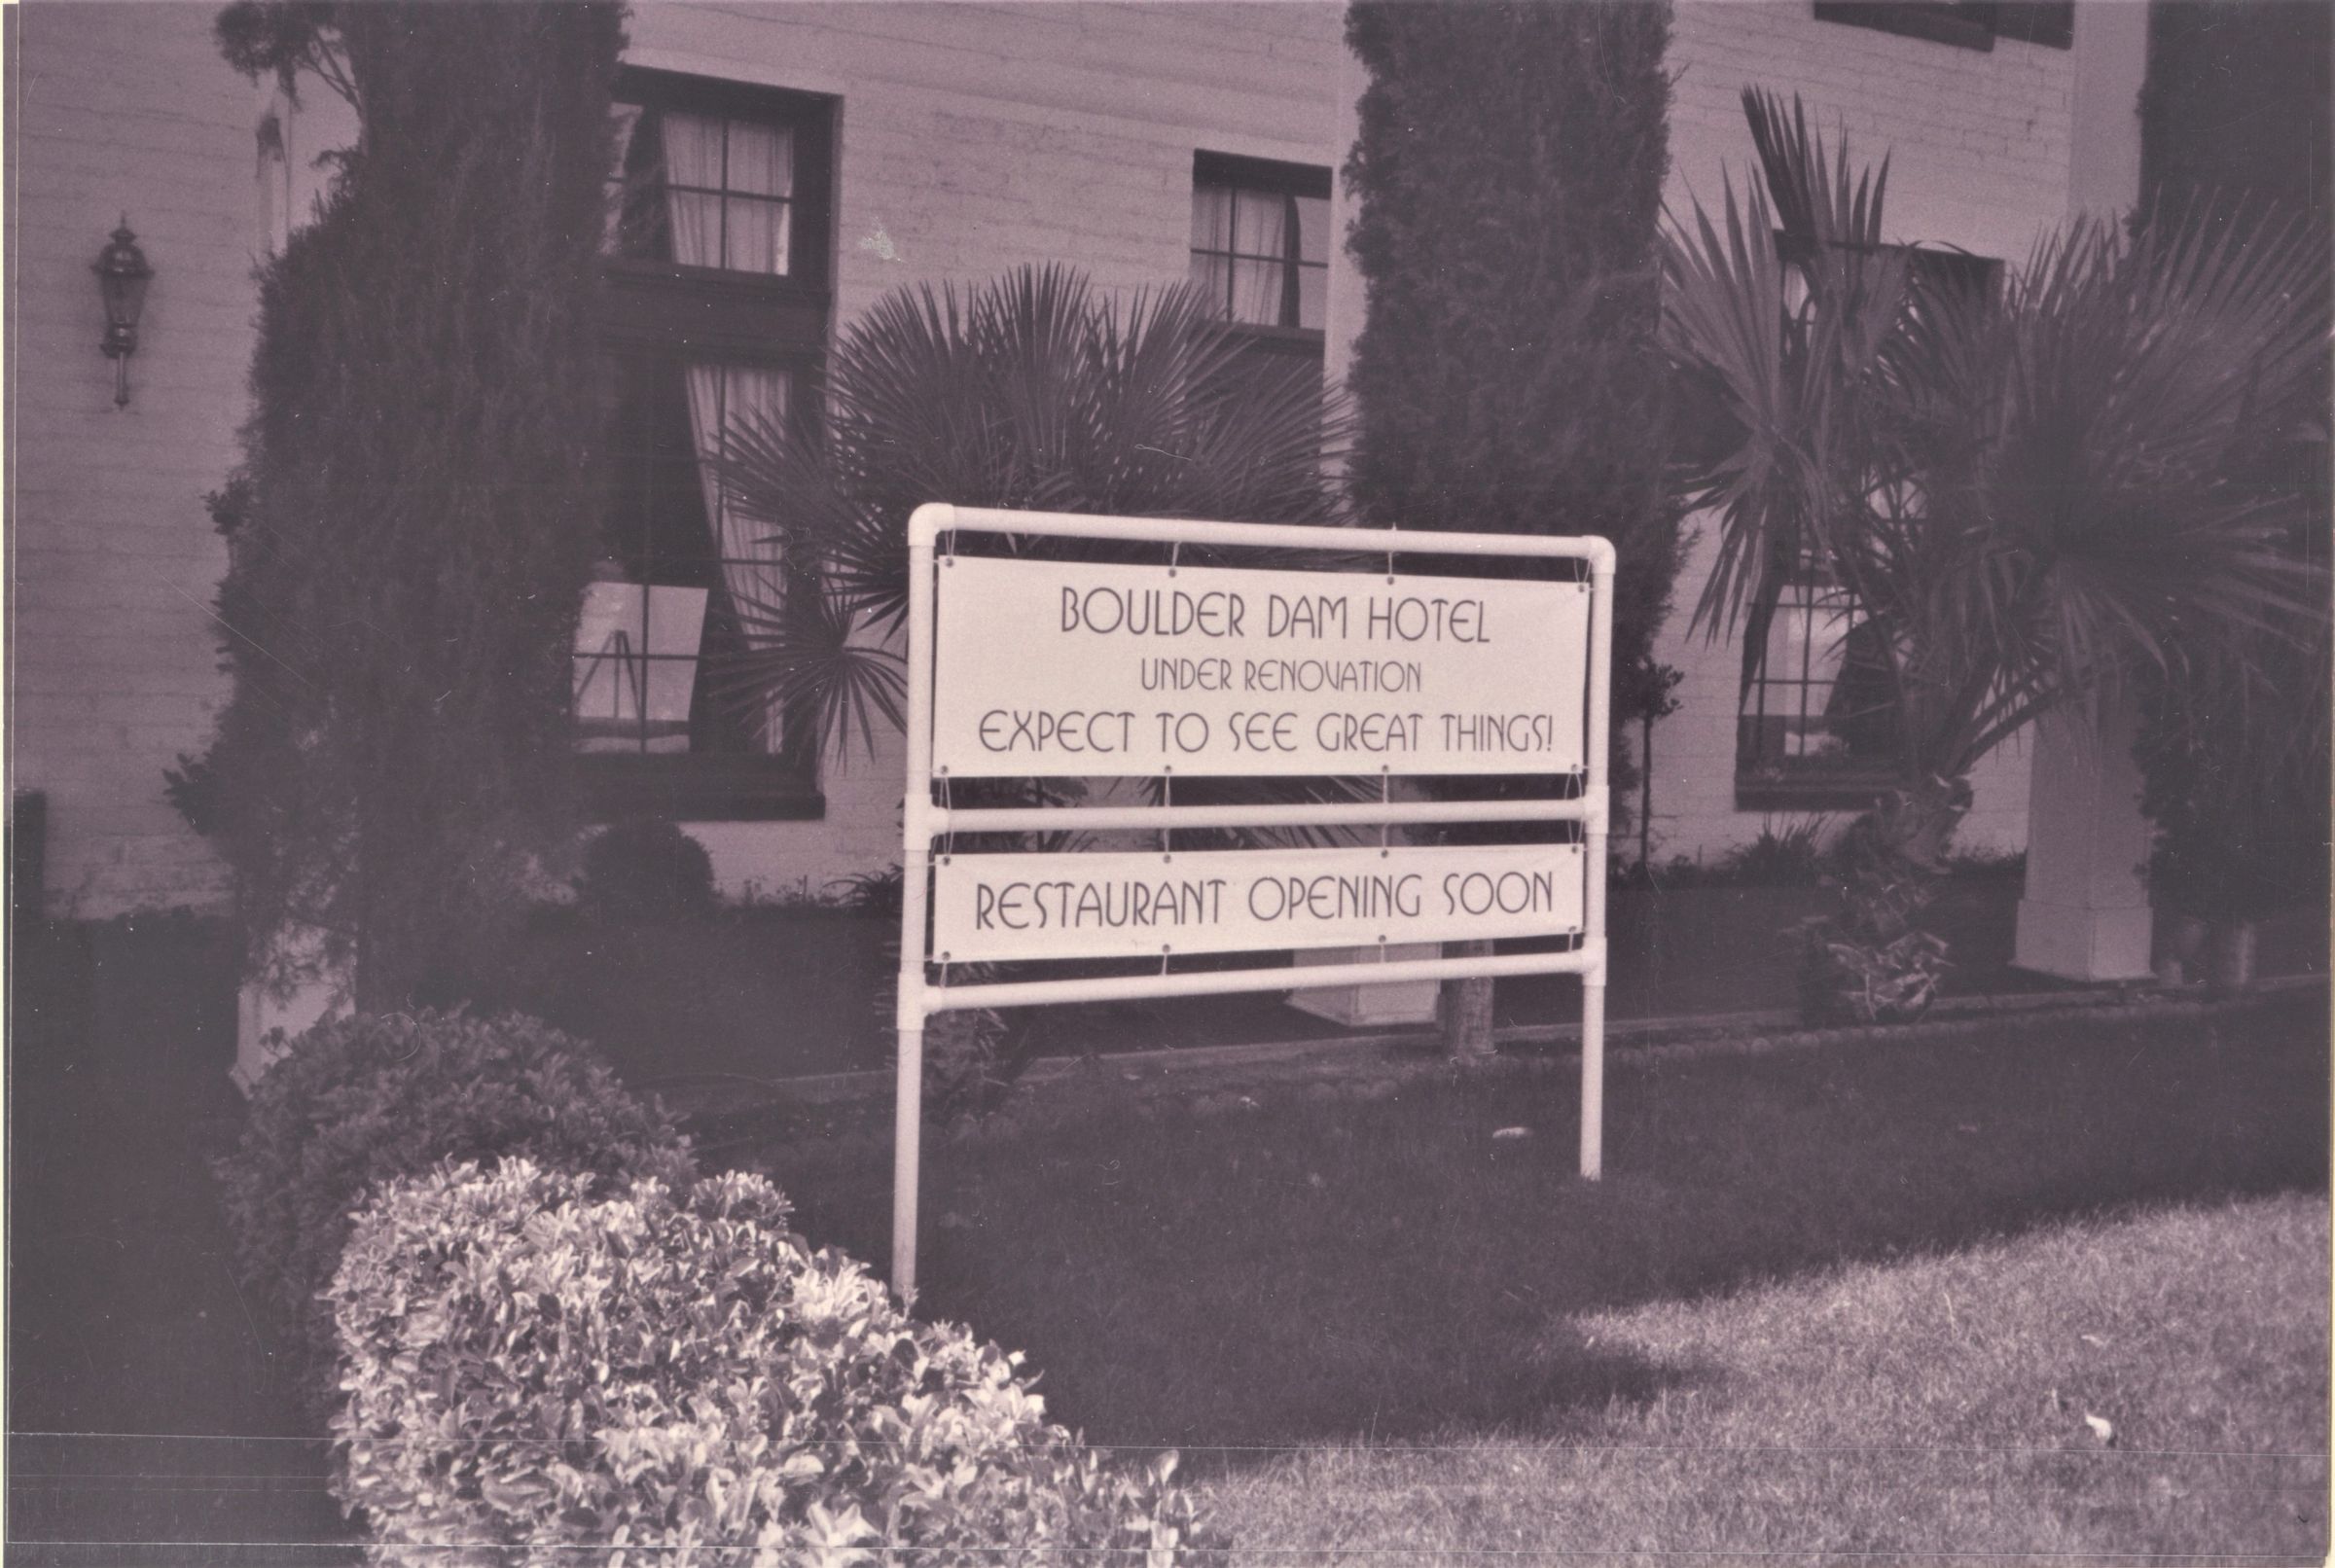 BOULDER DAM HOTEL
UNDER RENOVATION
EXPECT TO SEE GREAT THINGS!
RESTAURANT OPENING SOON